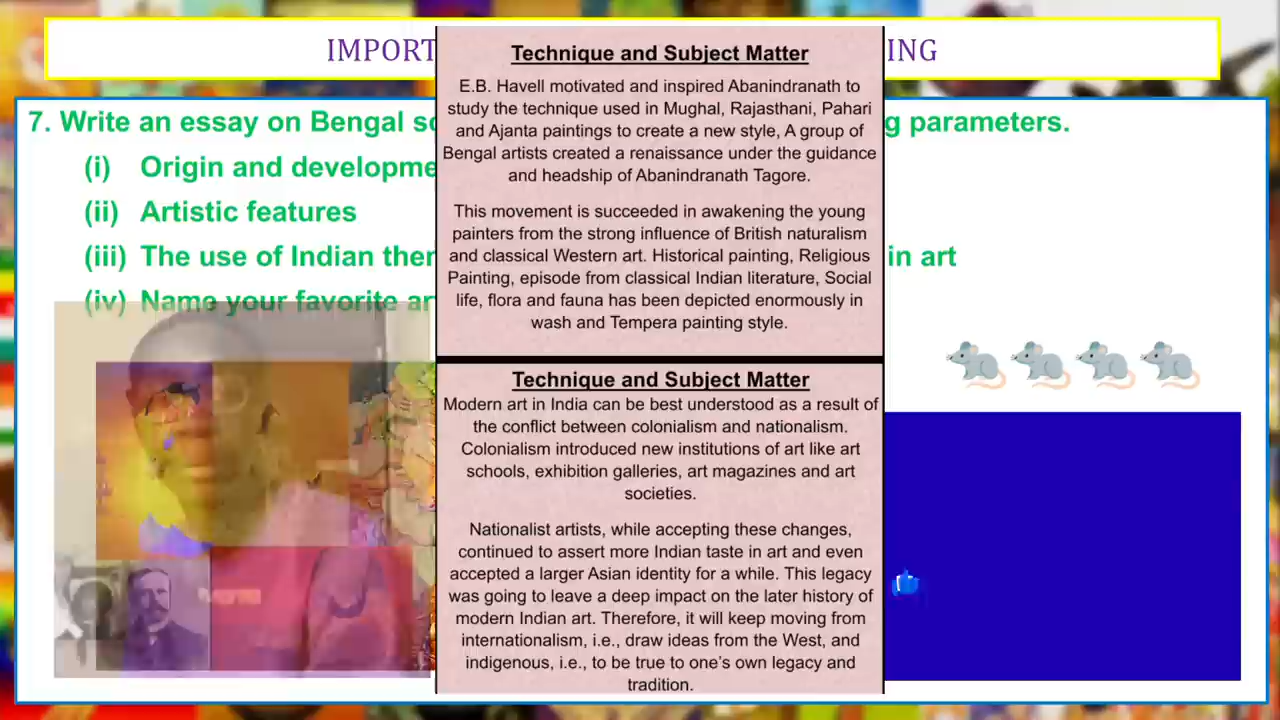 IMPORT
ING
7. Write an essay on Bengal
g parameters.
(i) Origin and developme
(ii) Artistic features
(iii) The use of Indian
in art
(iv) Name your favorite
Technique and Subject Matter
E.B. Havell motivated and inspired Abanindranath to
study the technique used in Mughal, Rajasthani, Pahari
and Ajanta paintings to create a new style, A group of
Bengal artists created a renaissance under the guidance
and headship of Abanindranath Tagore.
This movement is succeeded in awakening the young
painters from the strong influence of British naturalism
and classical Western art. Historical painting, Religious
Painting, episode from classical Indian literature, Social
life, flora and fauna has been depicted enormously in
wash and Tempera painting style.
Technique and Subject Matter
Modern art in India can be best understood as a result of
the conflict between colonialism and nationalism.
Colonialism introduced new institutions of art like art
schools, exhibition galleries, art magazines and art
societies.
Nationalist artists, while accepting these changes,
continued to assert more Indian taste in art and even
accepted a larger Asian identity for a while. This legacy
was going to leave a deep impact on the later history of
modern Indian art. Therefore, it will keep moving from
internationalism, i.e., draw ideas from the West, and
indigenous, i.e., to be true to one's own legacy and
tradition.